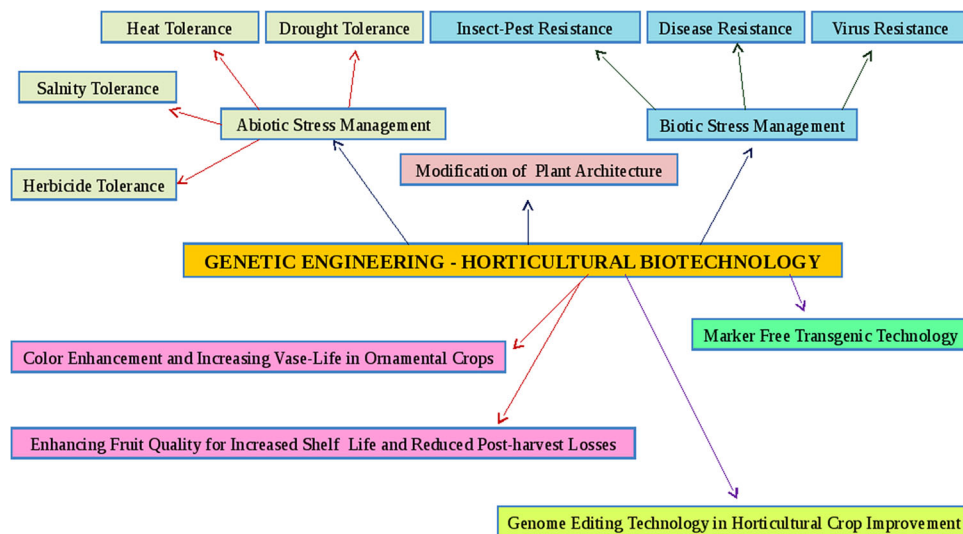 Heat Tolerance
Drought Tolerance
Insect-Pest Resistance
Disease Resistance
Virus Resistance
Salnity Tolerance
Abiotic Stress Management
Biotic Stress Management
Modification of Plant Architecture
Herbicide Tolerance
GENETIC ENGINEERING - HORTICULTURAL BIOTECHNOLOGY
Marker Free Transgenic Technology
Color Enhancement and Increasing Vase-Life in Ornamental Crops
Enhancing Fruit Quality for Increased Shelf Life and Reduced Post-harvest Losses
Genome Editing Technology in Horticultural Crop Improvement